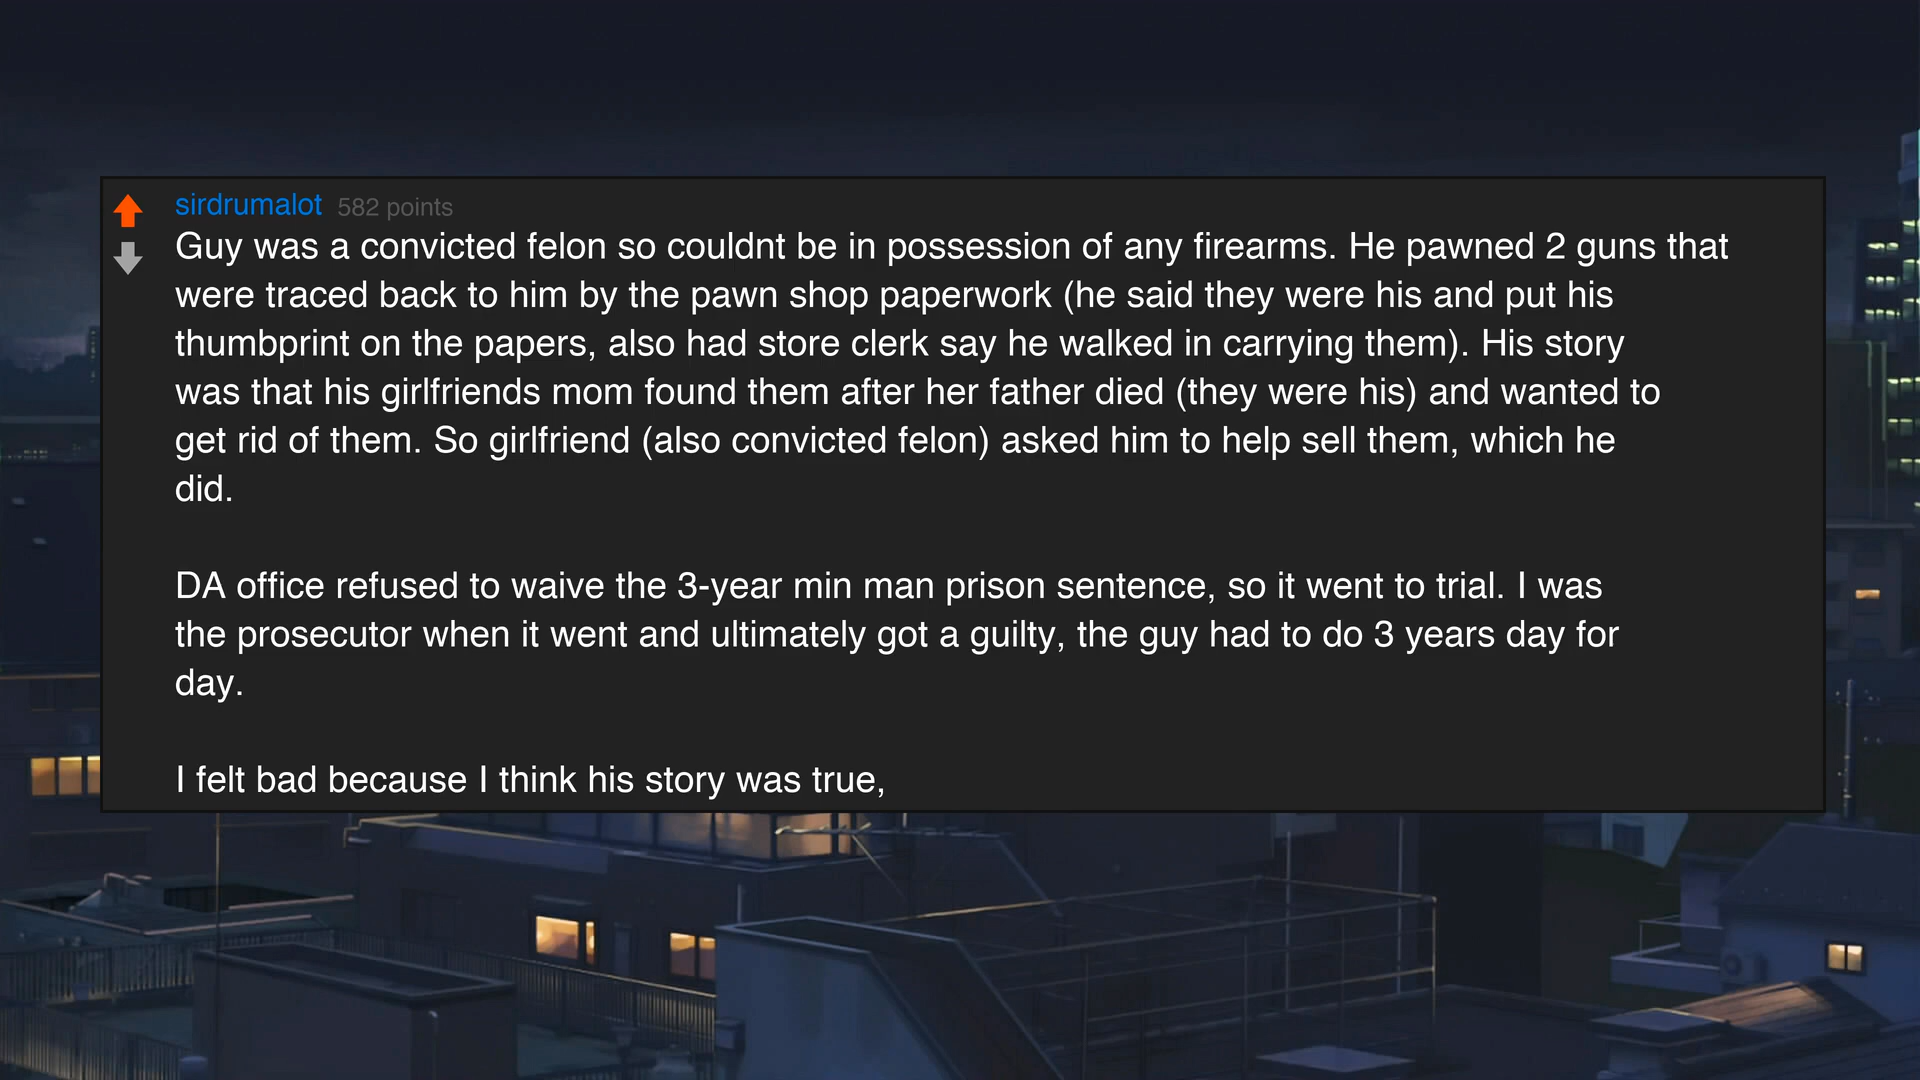 sirdrumalot 582 points
Guy was a convicted felon so couldnt be in possession of any firearms. He pawned 2 guns that
were traced back to him by the pawn shop paperwork (he said they were his and put his
thumbprint on the papers, also had store clerk say he walked in carrying them). His story
was that his girlfriends mom found them after her father died (they were his) and wanted to
get rid of them. So girlfriend (also convicted felon) asked him to help sell them, which he
did.
DA office refused to waive the 3-year min man prison sentence, so it went to trial. I was
the prosecutor when it went and ultimately got a guilty, the guy had to do 3 years day for
day.
I felt bad because I think his story was true,